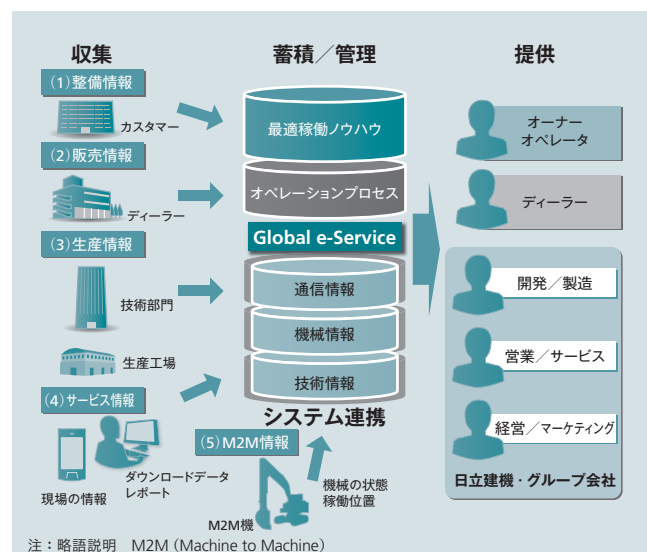 収集
蓄積／管理
提供
（1）整備情報
カスタマー
（2）販売情報
ディーラー
（3）生産情報
技術部門
生産工場
（4）サービス情報
ダウンロードデータ
レポート
現場の情報
最適稼働ノウハウ
オペレーションプロセス
Global e-Service
通信情報
機械情報
技術情報
システム連携
（5）M2M情報
機械の状態
稼働位置
M2M機
オーナー
オペレータ
ディーラー
開発／製造
営業／サービス
経営／マーケティング
日立建機・グループ会社
注：略語説明　M2M（Machine to Machine）